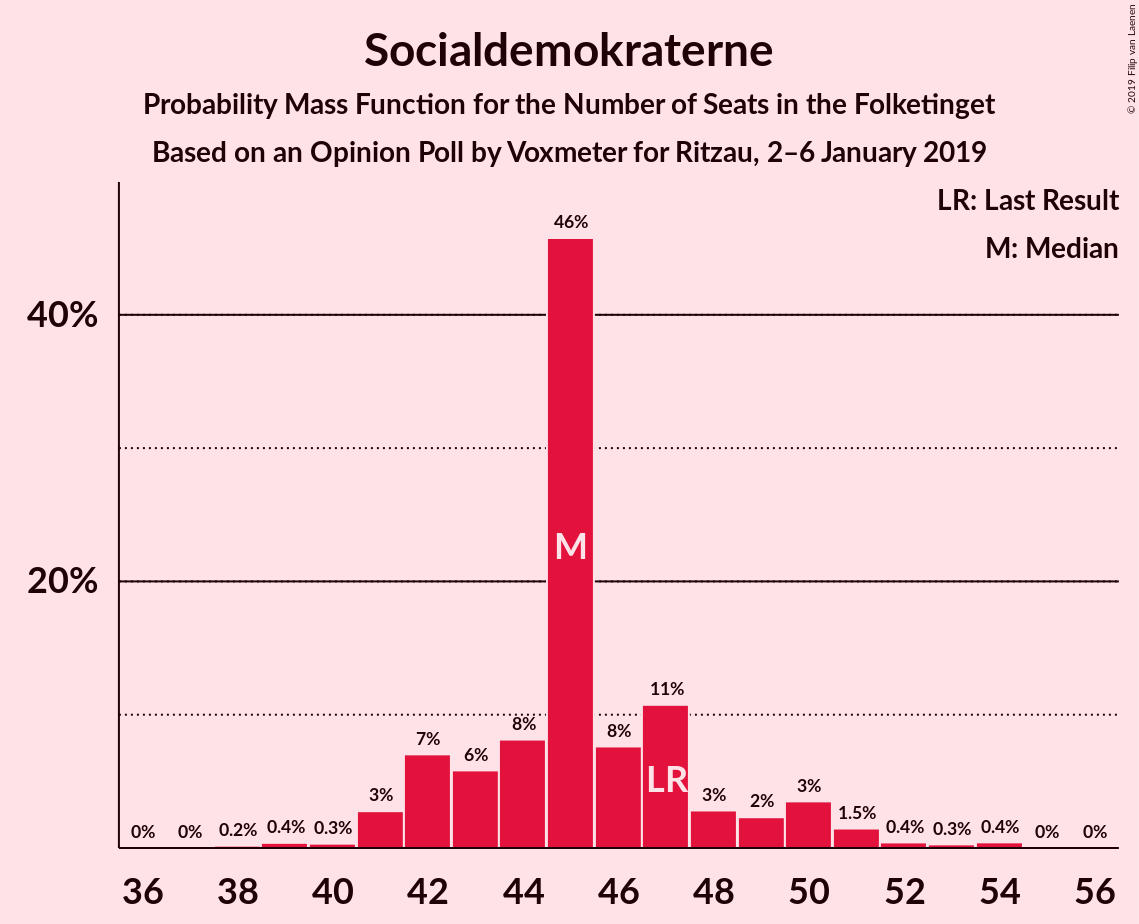 Socialdemokraterne
Probability Mass Function for the Number of Seats in the Folketinget
Based on an Opinion Poll by Voxmeter for Ritzau, 2–6 January 2019
© 2019 Filip van Laenen
LR: Last Result
M: Median
40%
20%
0%
0%
0.2%
0.4%
0.3%
3%
7%
6%
8%
46%
8%
11%
3%
2%
3%
1.5%
0.4%
0.3%
0.4%
0%
0%
M
LR
36 38 40 42 44 46 48 50 52 54 56